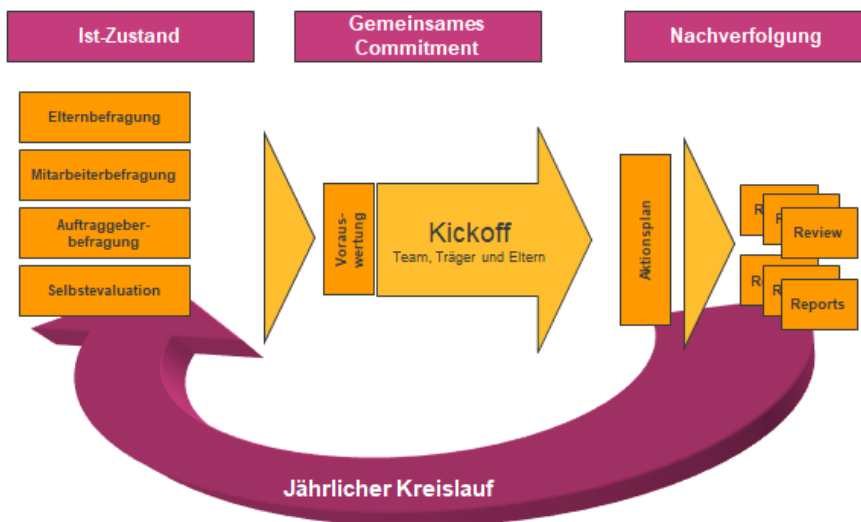 Ist-Zustand
Gemeinsames
Commitment
Nachverfolgung
Elternbefragung
Mitarbeiterbefragung
Auftraggeber-
befragung
Selbstevaluation
Voraus-
wertung
Kickoff
Team, Träger und Eltern
Aktionsplan
Review
Reports
Jährlicher Kreislauf